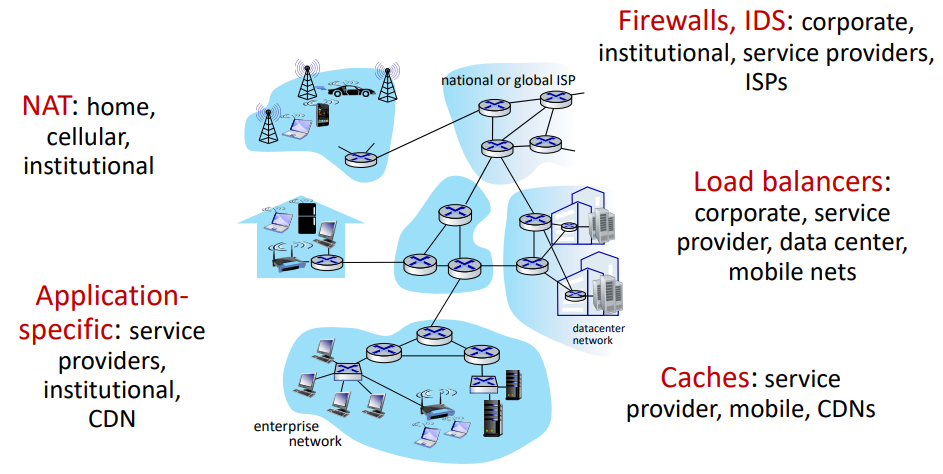 NAT: home,
cellular,
institutional
Application-
specific: service
providers,
institutional,
CDN
national or global ISP
datacenter
network
enterprise
network
Firewalls, IDS: corporate,
institutional, service providers,
ISPs
Load balancers:
corporate, service
provider, data center,
mobile nets
Caches: service
provider, mobile, CDNs